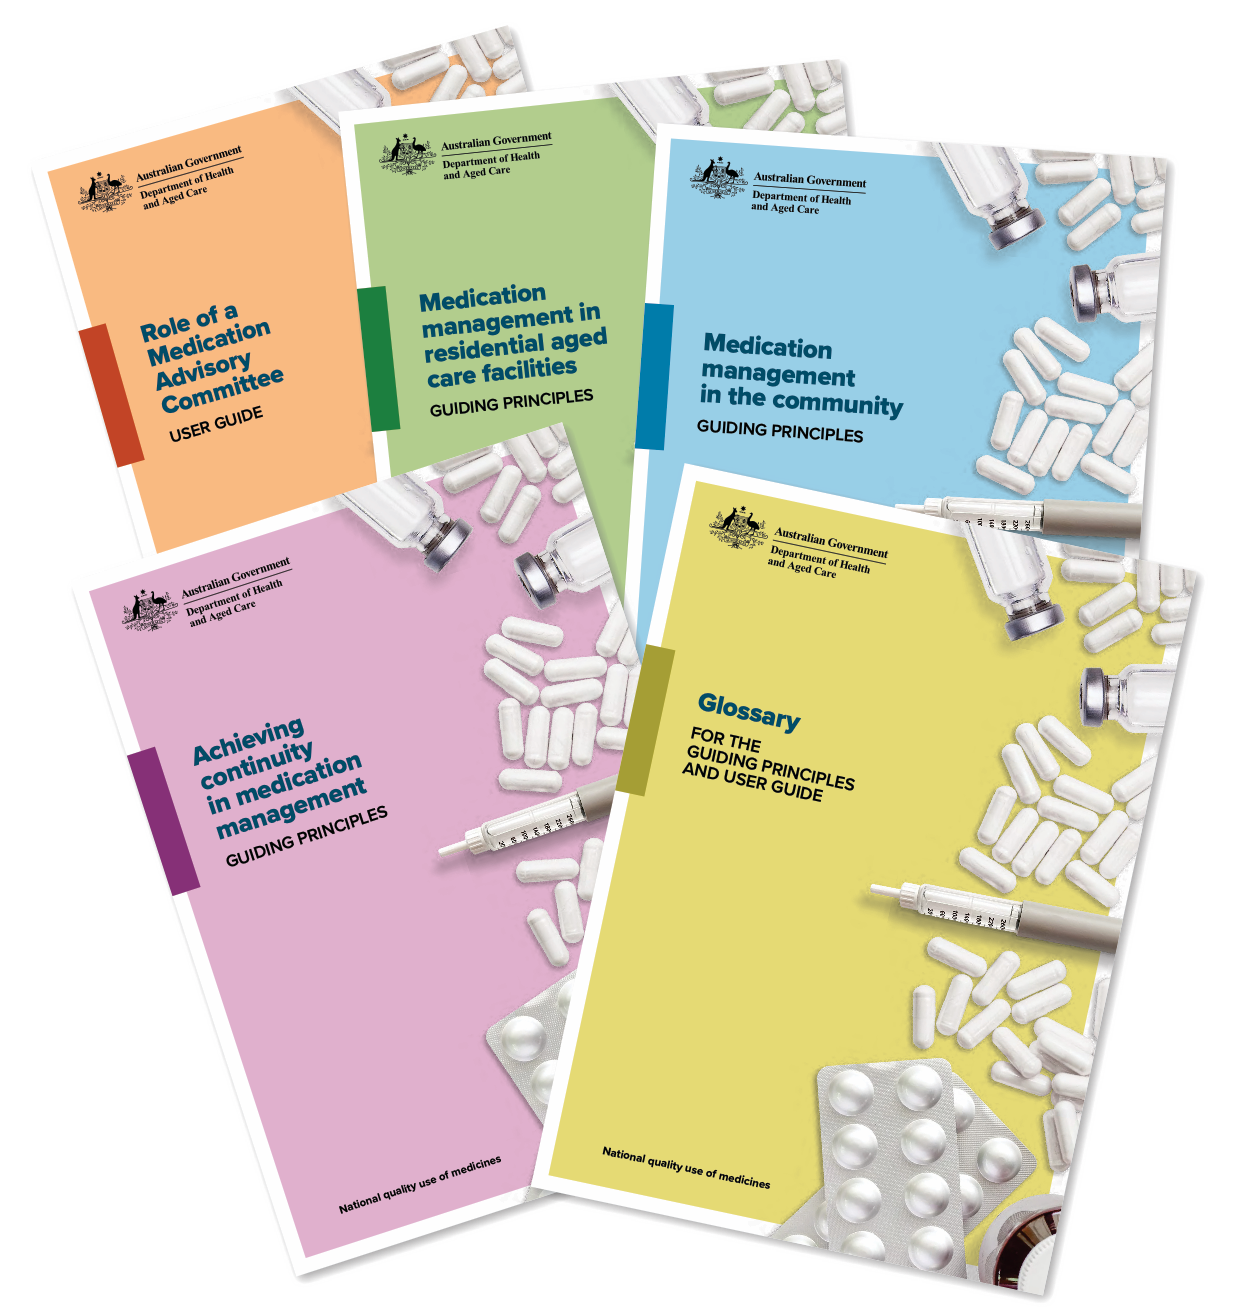 Australian Government
Department of Health
and Aged Care
Role of a
Medication
Advisory
Committee
USER GUIDE
Australian Government
Department of Health
and Aged Care
Medication
management in
residential aged
care facilities
GUIDING PRINCIPLES
Australian Government
Department of Health
and Aged Care
Medication
management
in the community
GUIDING PRINCIPLES
Australian Government
Department of Health
and Aged Care
Achieving
continuity
in medication
management
GUIDING PRINCIPLES
National quality use of medicines
Australian Government
Department of Health
and Aged Care
Glossary
FOR THE
GUIDING PRINCIPLES
AND USER GUIDE
National quality use of medicines